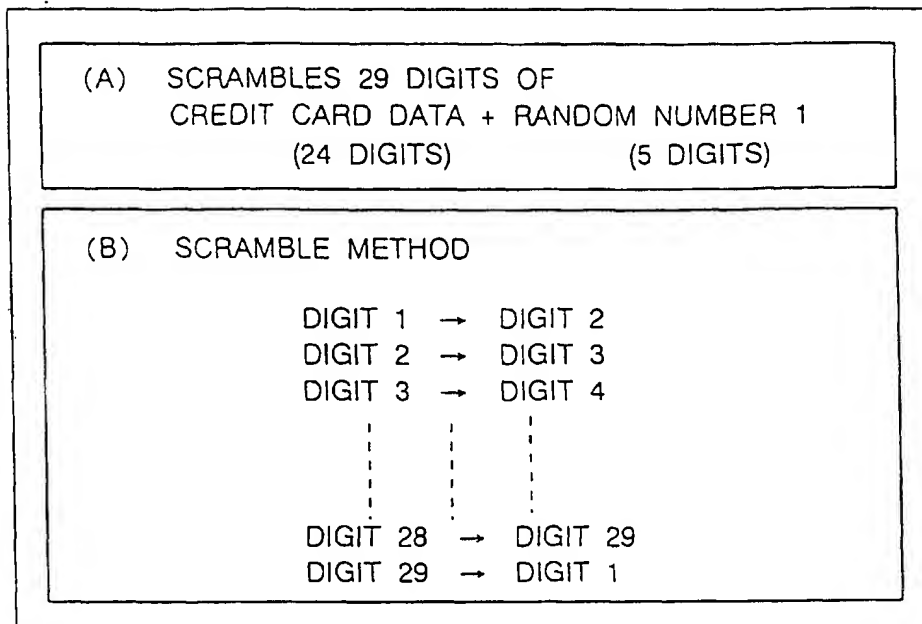 (A) SCRAMBLES 29 DIGITS OF
CREDIT CARD DATA + RANDOM NUMBER 1
(24 DIGITS) (5 DIGITS)
(B) SCRAMBLE METHOD
DIGIT 1 → DIGIT 2
DIGIT 2 → DIGIT 3
DIGIT 3 → DIGIT 4
DIGIT 28 → DIGIT 29
DIGIT 29 → DIGIT 1